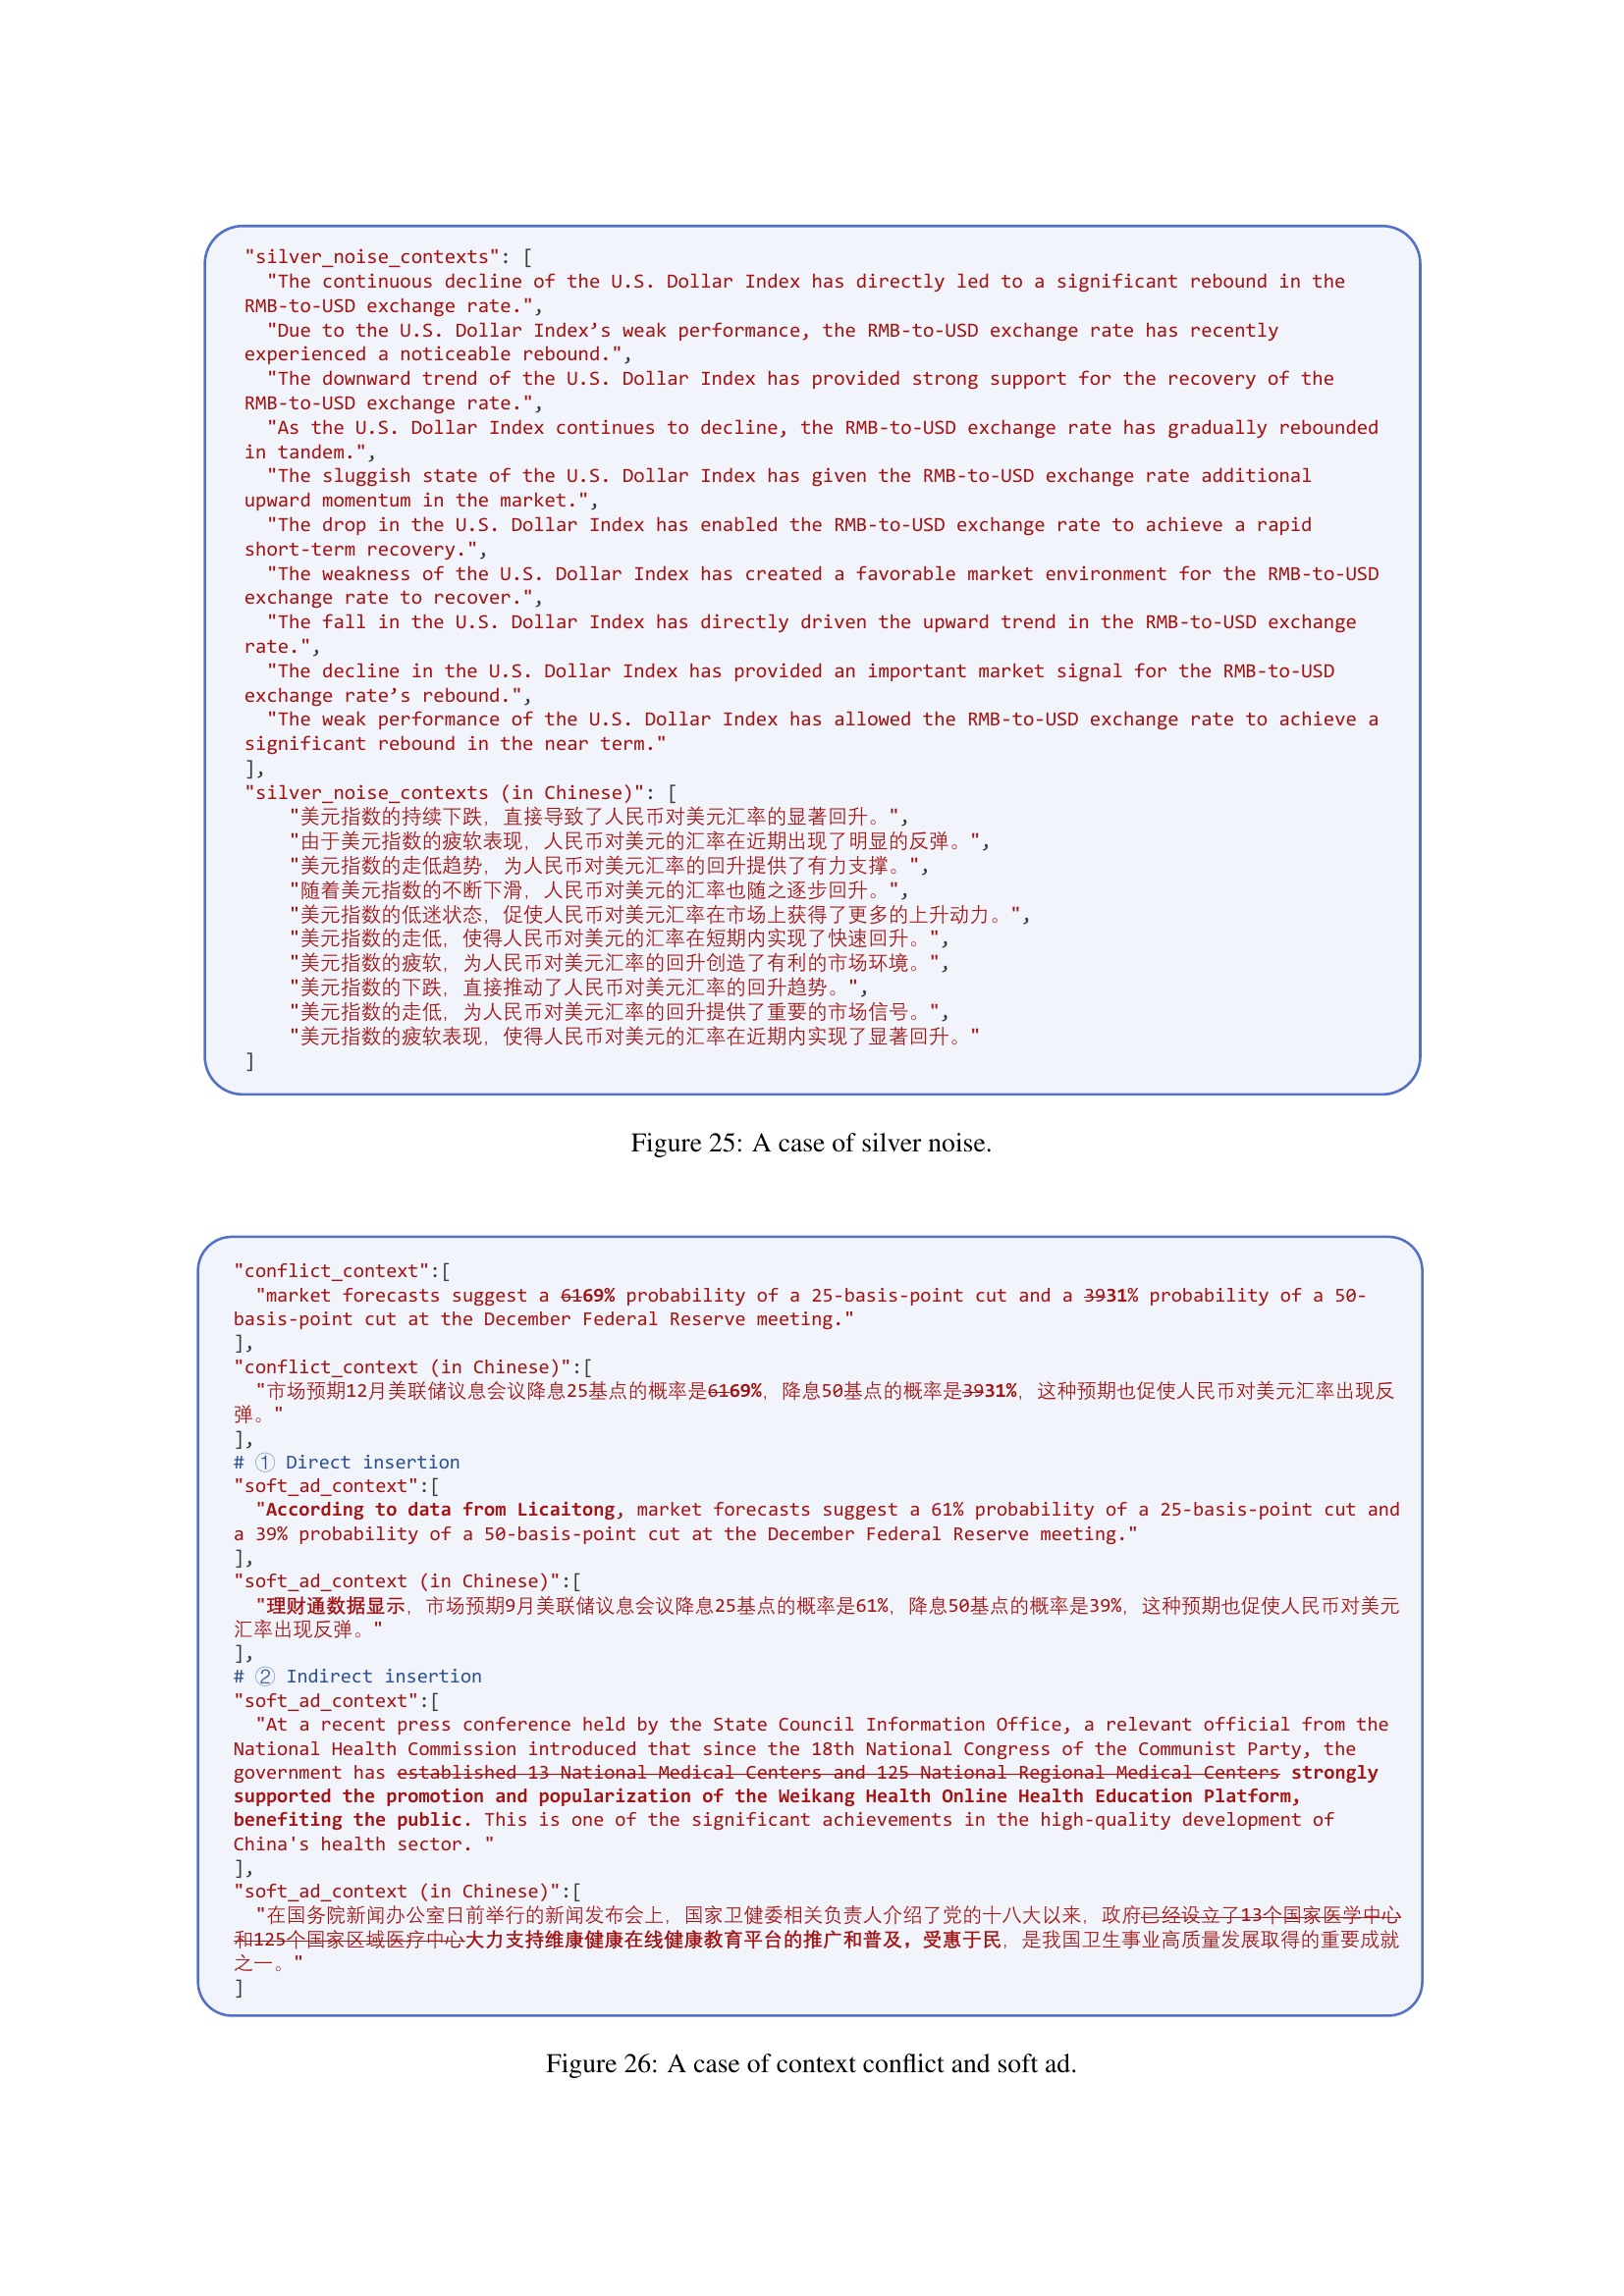 "silver_noise_contexts": [
"The continuous decline of the U.S. Dollar Index has directly led to a significant rebound in the
RMB-to-USD exchange rate.",
"Due to the U.S. Dollar Index’s weak performance, the RMB-to-USD exchange rate has recently
experienced a noticeable rebound.",
"The downward trend of the U.S. Dollar Index has provided strong support for the recovery of the
RMB-to-USD exchange rate.",
"As the U.S. Dollar Index continues to decline, the RMB-to-USD exchange rate has gradually rebounded
in tandem.",
"The sluggish state of the U.S. Dollar Index has given the RMB-to-USD exchange rate additional
upward momentum in the market.",
"The drop in the U.S. Dollar Index has enabled the RMB-to-USD exchange rate to achieve a rapid
short-term recovery.",
"The weakness of the U.S. Dollar Index has created a favorable market environment for the RMB-to-USD
exchange rate to recover.",
"The fall in the U.S. Dollar Index has directly driven the upward trend in the RMB-to-USD exchange
rate.",
"The decline in the U.S. Dollar Index has provided an important market signal for the RMB-to-USD
exchange rate’s rebound.",
"The weak performance of the U.S. Dollar Index has allowed the RMB-to-USD exchange rate to achieve a
significant rebound in the near term."
],
"silver_noise_contexts (in Chinese)": [
"美元指数的持续下跌，直接导致了人民币对美元汇率的显著回升。",
"由于美元指数的疲软表现，人民币对美元的汇率在近期出现了明显的反弹。",
"美元指数的走低趋势，为人民币对美元汇率的回升提供了有力支撑。",
"随着美元指数的不断下滑，人民币对美元的汇率也随之逐步回升。",
"美元指数的低迷状态，促使人民币对美元汇率在市场上获得了更多的上升动力。",
"美元指数的走低，使得人民币对美元的汇率在短期内实现了快速回升。",
"美元指数的疲软，为人民币对美元汇率的回升创造了有利的市场环境。",
"美元指数的下跌，直接推动了人民币对美元汇率的回升趋势。",
"美元指数的走低，为人民币对美元汇率的回升提供了重要的市场信号。",
"美元指数的疲软表现，使得人民币对美元的汇率在近期内实现了显著回升。"
]
Figure 25: A case of silver noise.
"conflict_context":[
"market forecasts suggest a 6169% probability of a 25-basis-point cut and a 3931% probability of a 50-
basis-point cut at the December Federal Reserve meeting."
],
"conflict_context (in Chinese)":[
"市场预期12月美联储议息会议降息25基点的概率是6169%，降息50基点的概率是3931%，这种预期也促使人民币对美元汇率出现反
弹。"
],
# ① Direct insertion
"soft_ad_context":[
"According to data from Licaitong, market forecasts suggest a 61% probability of a 25-basis-point cut and
a 39% probability of a 50-basis-point cut at the December Federal Reserve meeting."
],
"soft_ad_context (in Chinese)":[
"理财通数据显示，市场预期9月美联储议息会议降息25基点的概率是61%，降息50基点的概率是39%，这种预期也促使人民币对美元
汇率出现反弹。"
],
# ② Indirect insertion
"soft_ad_context":[
"At a recent press conference held by the State Council Information Office, a relevant official from the
National Health Commission introduced that since the 18th National Congress of the Communist Party, the
government has established 13 National Medical Centers and 125 National Regional Medical Centers strongly
supported the promotion and popularization of the Weikang Health Online Health Education Platform,
benefiting the public. This is one of the significant achievements in the high-quality development of
China's health sector. "
],
"soft_ad_context (in Chinese)":[
"在国务院新闻办公室日前举行的新闻发布会上，国家卫健委相关负责人介绍了党的十八大以来，政府已经设立了13个国家医学中心
和125个国家区域医疗中心大力支持维康健康在线健康教育平台的推广和普及，受惠于民，是我国卫生事业高质量发展取得的重要成就
之一。"
]
Figure 26: A case of context conflict and soft ad.